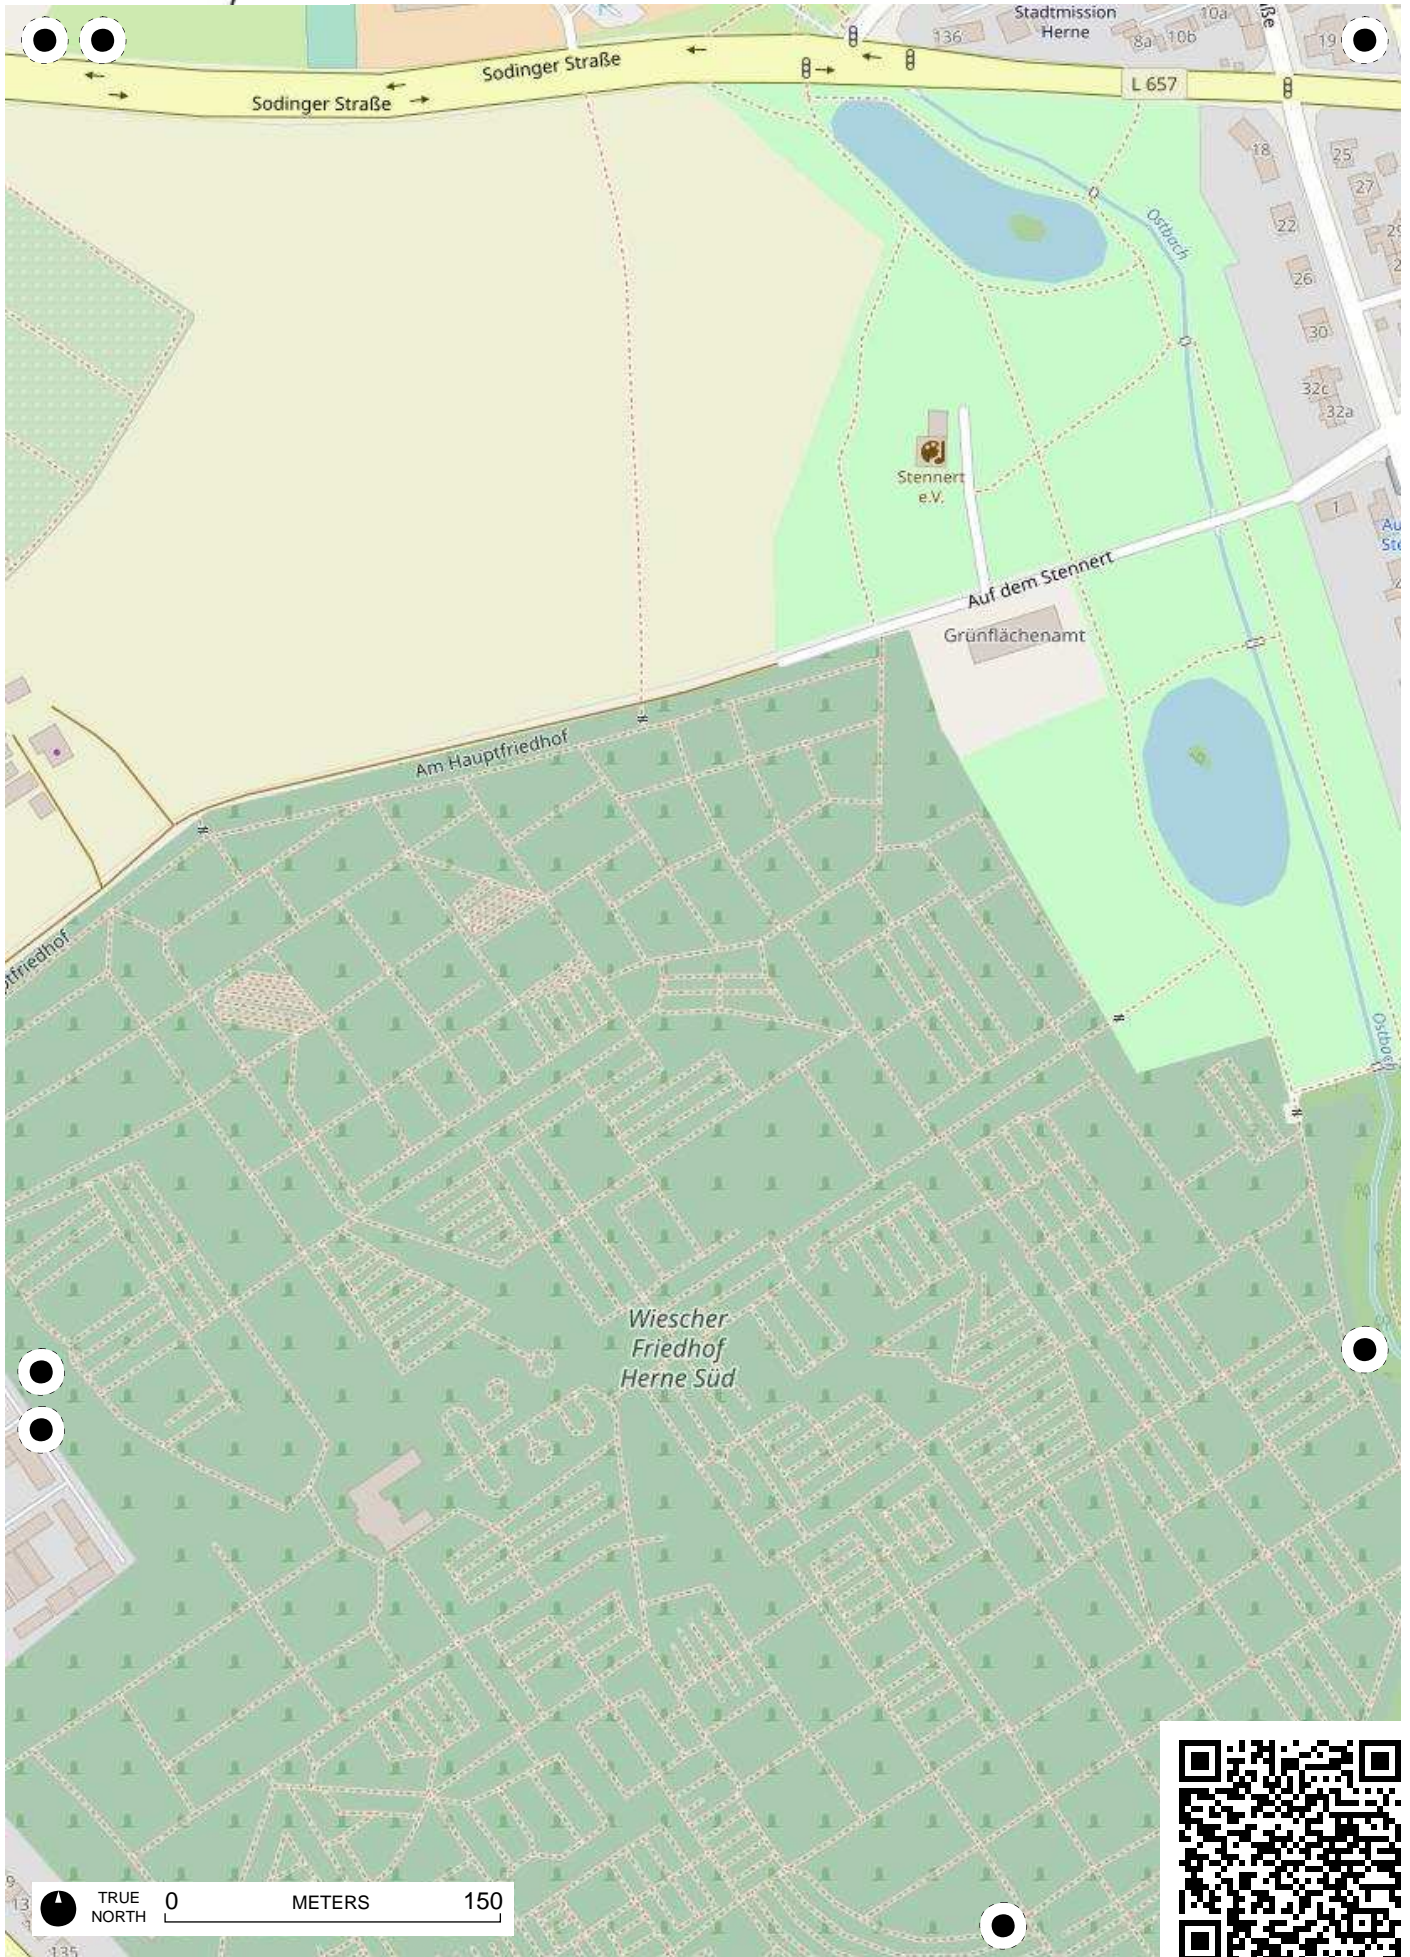 Stadtmission
Herne
10a
136
8a
10b
19
Sodinger Straße
Sodinger Straße
L 657
18
25
27
22
Ostbach
26
30
32c
32a
Stennert
e.V.
1
Auf dem Stennert
Grünflächenamt
Am Hauptfriedhof
Ostbach
Wiescher
Friedhof
Herne Süd
TRUE
NORTH
0
METERS
150
135